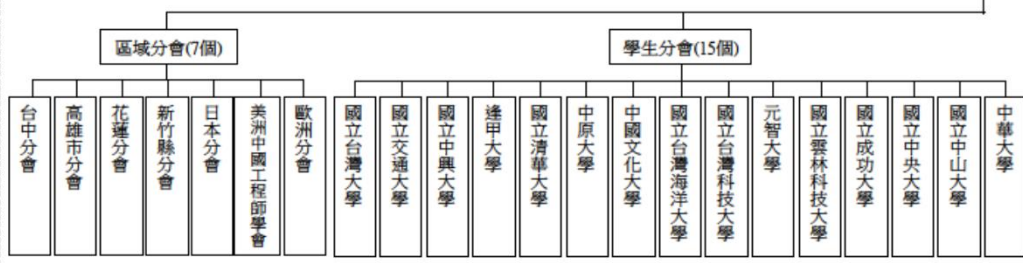 區域分會(7個)
學生分會(15個)
台中分會
高雄市分會
花蓮分會
新竹縣分會
日本分會
美洲中國工程師學會
歐洲分會
國立台灣大學
國立交通大學
國立中興大學
逢甲大學
國立清華大學
中原大學
中國文化大學
國立台灣海洋大學
國立台灣科技大學
元智大學
國立雲林科技大學
國立成功大學
國立中央大學
國立中山大學
中華大學